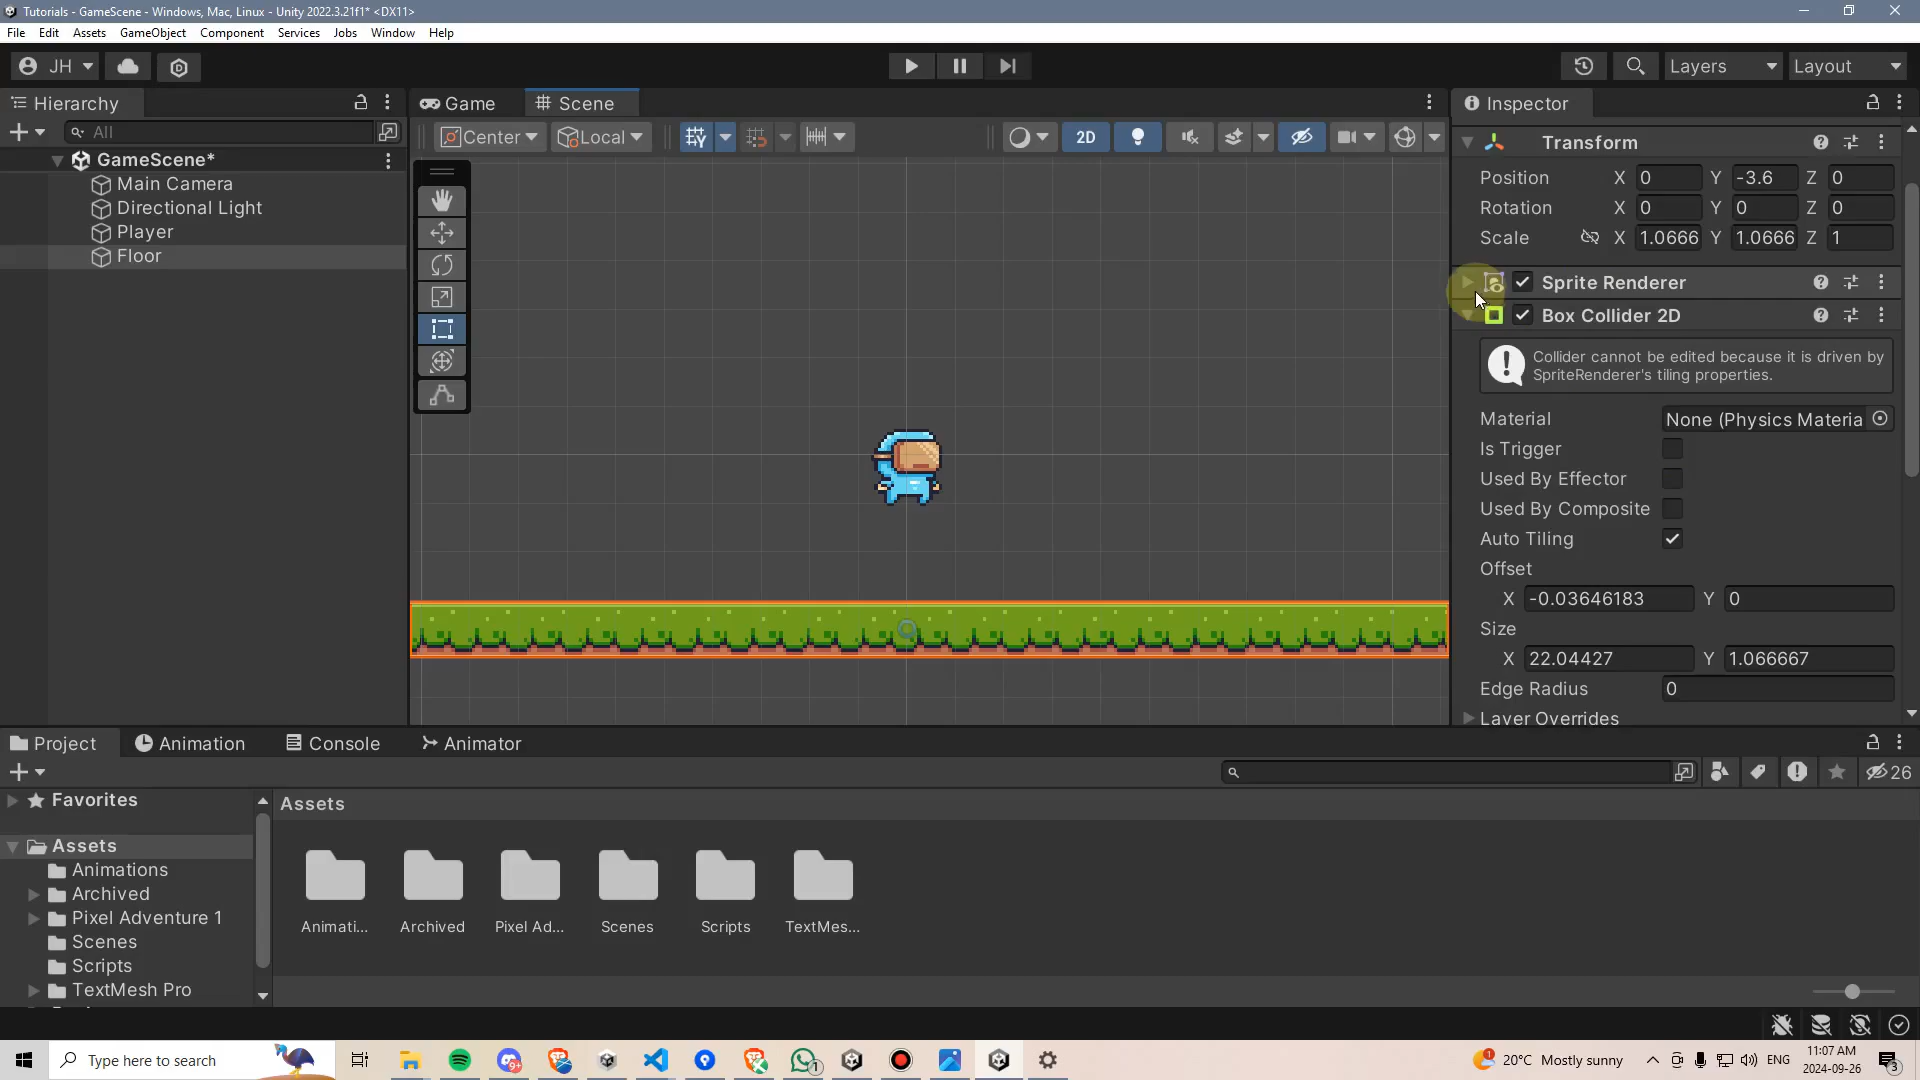 Tutorials - GameScene - Windows, Mac, Linux - Unity 2022.3.21f1* <DX11>
File Edit Assets GameObject Component Services Jobs Window Help
JH
Layers
Layout
Hierarchy
All
GameScene*
Main Camera
Directional Light
Player
Floor
Game Scene
Center Local 2D
Inspector
Transform
Position X 0 Y -3.6 Z 0
Rotation X 0 Y 0 Z 0
Scale X 1.0666 Y 1.0666 Z 1
Sprite Renderer
Box Collider 2D
Collider cannot be edited because it is driven by
SpriteRenderer's tiling properties.
Material None (Physics Materia
Is Trigger
Used By Effector
Used By Composite
Auto Tiling
Offset
X -0.03646183 Y 0
Size
X 22.04427 Y 1.066667
Edge Radius 0
Layer Overrides
Project Animation Console Animator
26
Favorites
Assets
Animations
Archived
Pixel Adventure 1
Scenes
Scripts
TextMesh Pro
Assets
Animati... Archived Pixel Ad... Scenes Scripts TextMes...
Type here to search
1
20°C Mostly sunny
ENG
11:07 AM
2024-09-26
3